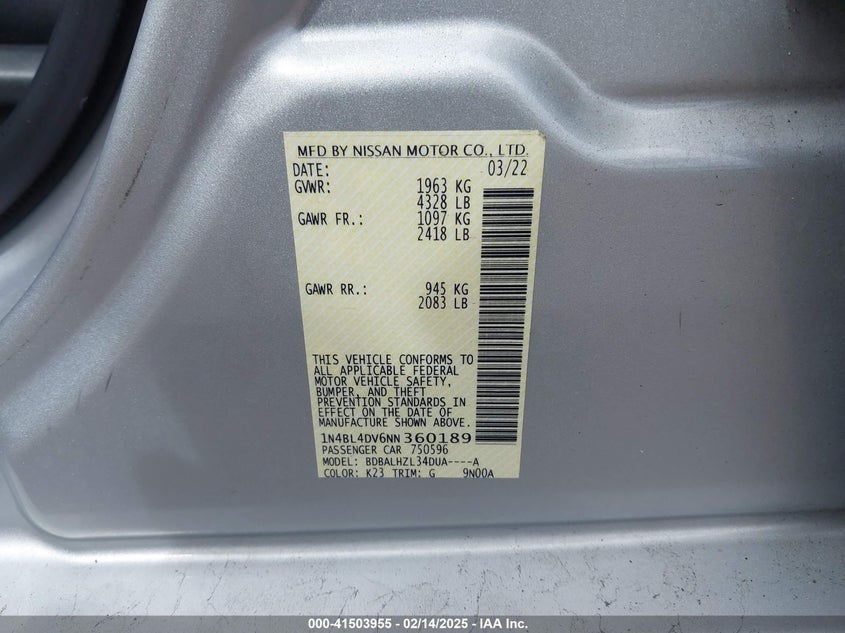 MFD BY NISSAN MOTOR CO., LTD.
DATE: 03/22
GVWR: 1963 KG
4328 LB
GAWR FR.: 1097 KG
2418 LB
GAWR RR.: 945 KG
2083 LB
THIS VEHICLE CONFORMS TO
ALL APPLICABLE FEDERAL
MOTOR VEHICLE SAFETY,
BUMPER, AND THEFT
PREVENTION STANDARDS IN
EFFECT ON THE DATE OF
MANUFACTURE SHOWN ABOVE.
1N4BL4DV6NN360189
PASSENGER CAR 750596
MODEL: BDBALHZL34DUA----A
COLOR: K23 TRIM: G 9N00A
000-41503955 - 02/14/2025 - IAA Inc.